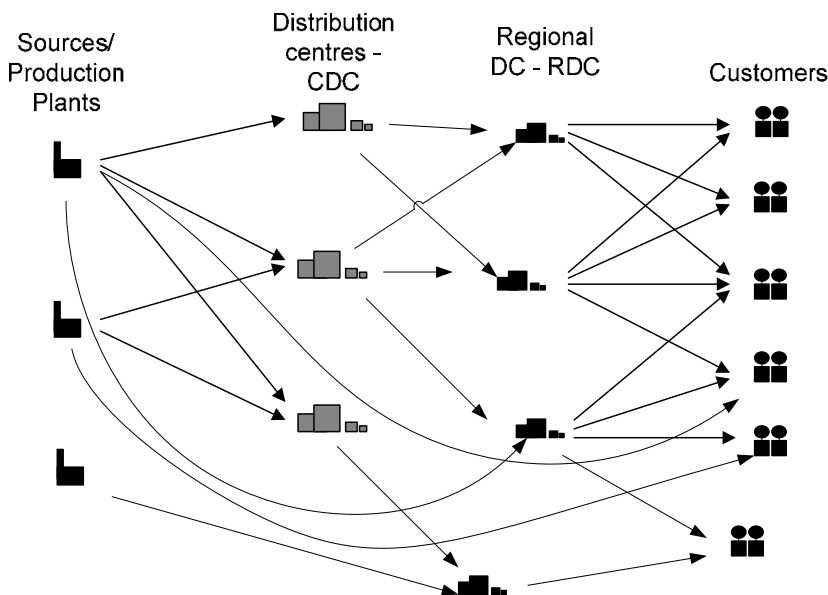 Sources/
Production
Plants
Distribution
centres -
CDC
Regional
DC - RDC
Customers